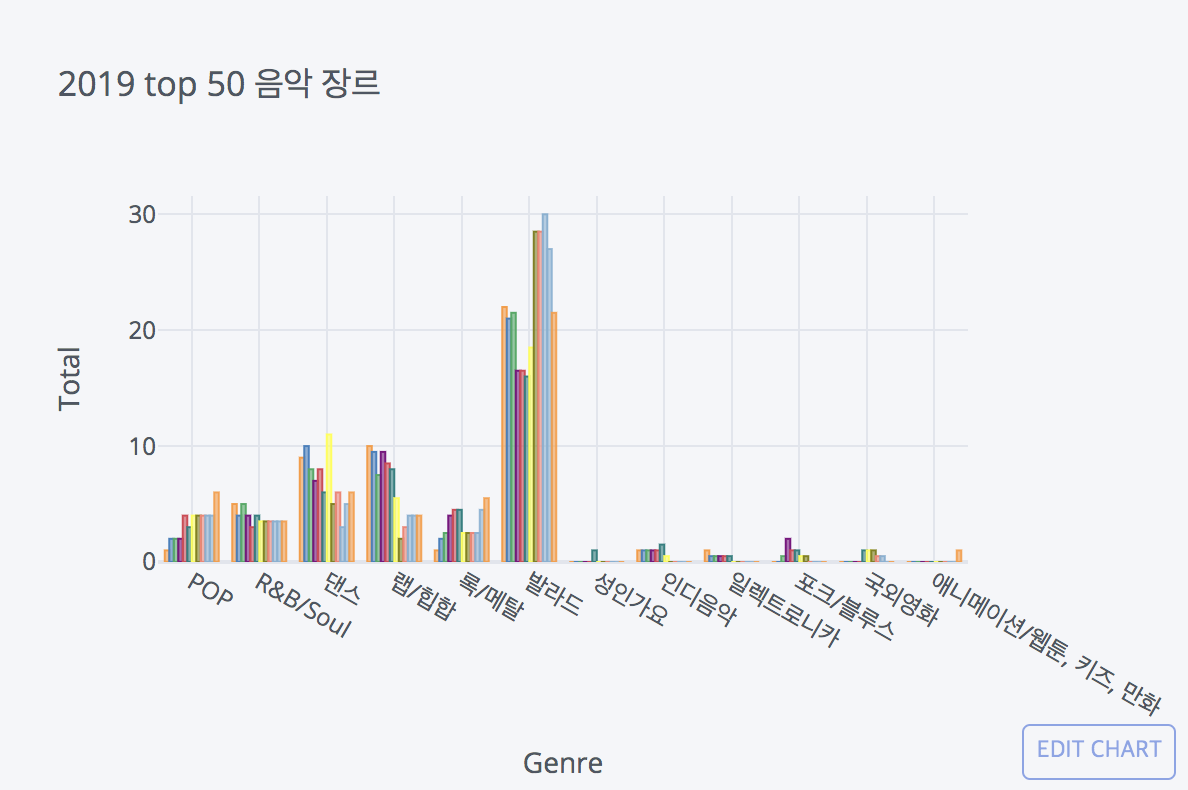 2019 top 50 음악 장르
Total
30
20
10
0
POP
R&B/Soul
댄스
랩/힙합
록/메탈
발라드
성인가요
인디음악
일렉트로니카
포크/블루스
국외영화
애니메이션/웹툰, 키즈, 만화
Genre
EDIT CHART